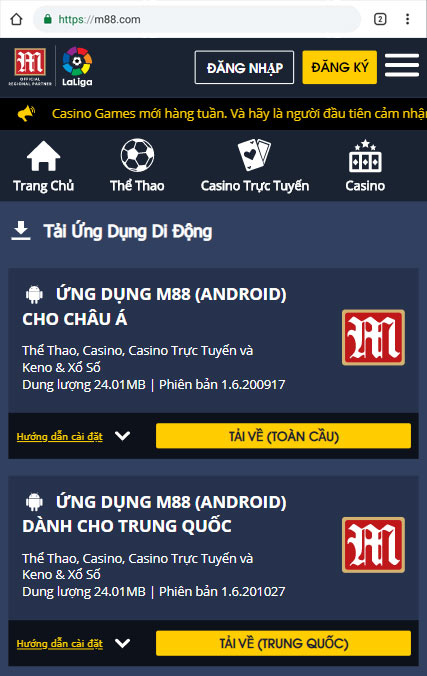 https://m88.com
2
OFFICIAL
REGIONAL PARTNER
LaLiga
ĐĂNG NHẬP
ĐĂNG KÝ
Casino Games mới hàng tuần. Và hãy là người đầu tiên cảm nhận
Trang Chủ
Thể Thao
Casino Trực Tuyến
Casino
Tải Ứng Dụng Di Động
ỨNG DỤNG M88 (ANDROID)
CHO CHÂU Á
M
Thể Thao, Casino, Casino Trực Tuyến và
Keno & Xổ Số
Dung lượng 24.01MB | Phiên bản 1.6.200917
Hướng dẫn cài đặt
TẢI VỀ (TOÀN CẦU)
ỨNG DỤNG M88 (ANDROID)
DÀNH CHO TRUNG QUỐC
M
Thể Thao, Casino, Casino Trực Tuyến và
Keno & Xổ Số
Dung lượng 24.01MB | Phiên bản 1.6.201027
Hướng dẫn cài đặt
TẢI VỀ (TRUNG QUỐC)